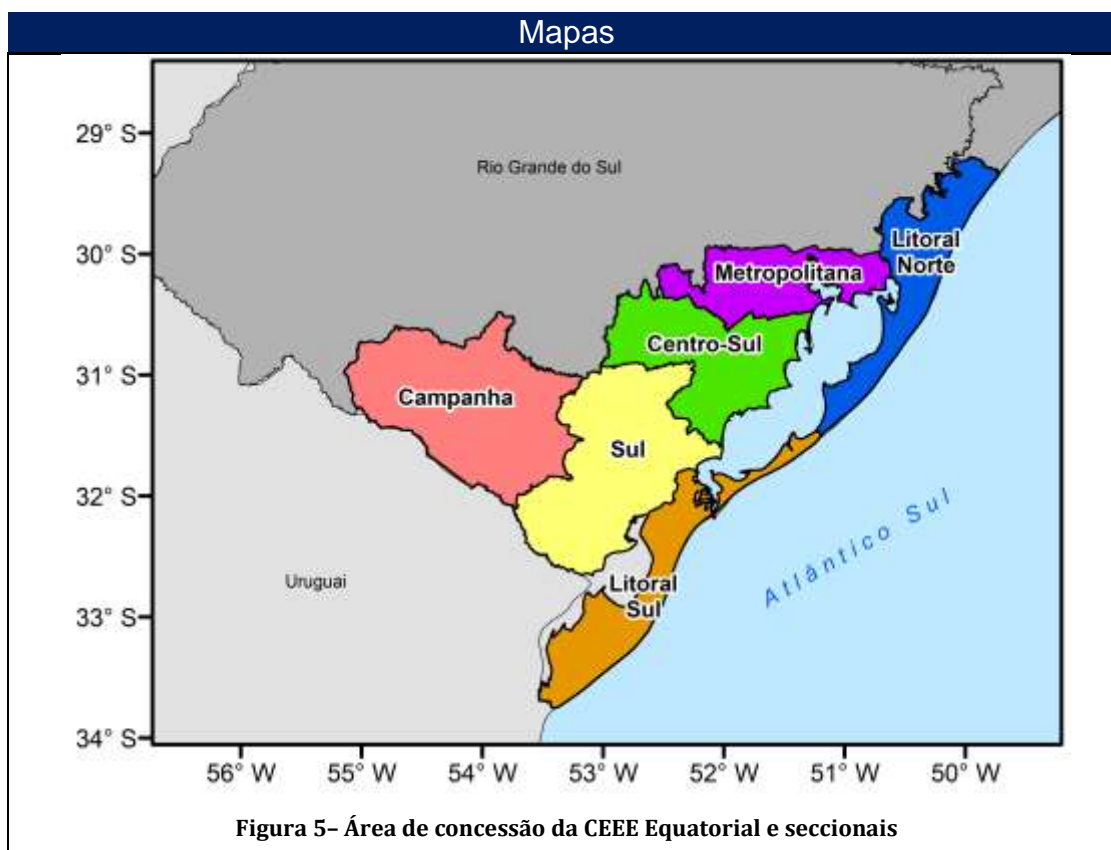 Mapas
29° S
30° S
31° S
32° S
33° S
34° S
Rio Grande do Sul
Litoral
Norte
Metropolitana
Centro-Sul
Campanha
Sul
Litoral
Sul
Uruguai
Atlântico Sul
56° W
55° W
54° W
53° W
52° W
51° W
50° W
Figura 5– Área de concessão da CEEE Equatorial e seccionais